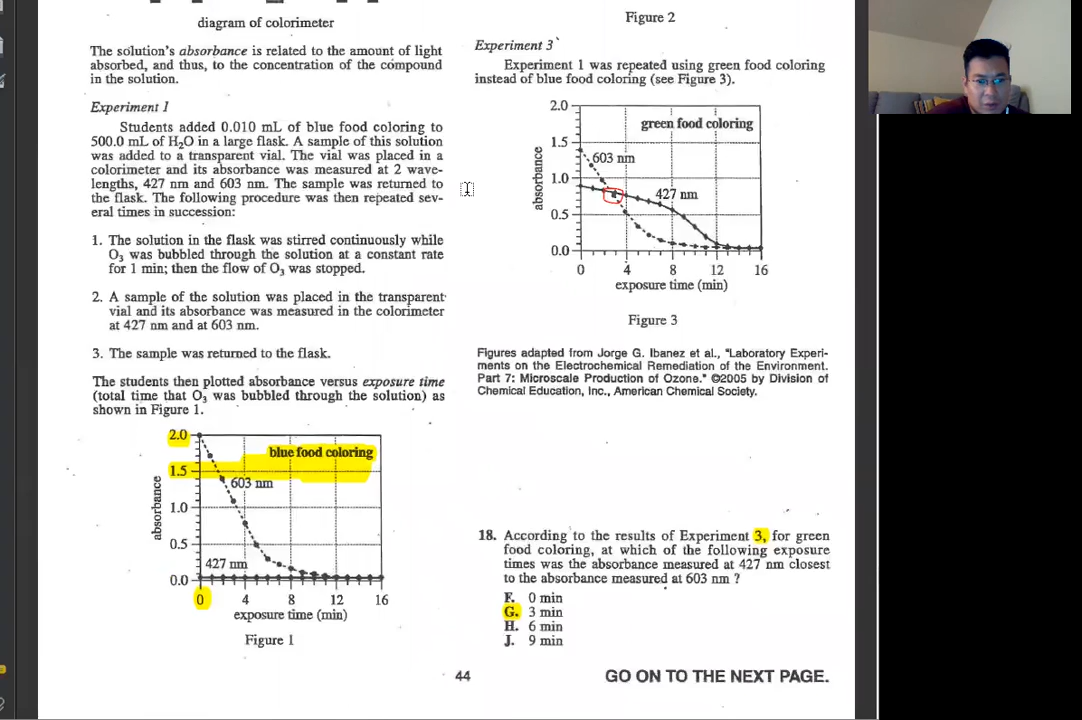 diagram of colorimeter
The solution's absorbance is related to the amount of light
absorbed, and thus, to the concentration of the compound
in the solution.
Experiment 1
Students added 0.010 mL of blue food coloring to
500.0 mL of H₂O in a large flask. A sample of this solution
was added to a transparent vial. The vial was placed in a
colorimeter and its absorbance was measured at 2 wave-
lengths, 427 nm and 603 nm. The sample was returned to
the flask. The following procedure was then repeated sev-
eral times in succession:
1. The solution in the flask was stirred continuously while
O₃ was bubbled through the solution at a constant rate
for 1 min; then the flow of O₃ was stopped.
2. A sample of the solution was placed in the transparent
vial and its absorbance was measured in the colorimeter
at 427 nm and at 603 nm.
3. The sample was returned to the flask.
The students then plotted absorbance versus exposure time
(total time that O₃ was bubbled through the solution) as
shown in Figure 1.
2.0
blue food coloring
1.5
603 nm
absorbance
1.0
0.5
427 nm
0.0
0 4 8 12 16
exposure time (min)
Figure 1
Figure 2
Experiment 3
Experiment 1 was repeated using green food coloring
instead of blue food coloring (see Figure 3).
2.0
green food coloring
1.5
603 nm
absorbance
1.0
427 nm
0.5
0.0
0 4 8 12 16
exposure time (min)
Figure 3
Figures adapted from Jorge G. Ibanez et al., "Laboratory Experi-
ments on the Electrochemical Remediation of the Environment.
Part 7: Microscale Production of Ozone." ©2005 by Division of
Chemical Education, Inc., American Chemical Society.
18. According to the results of Experiment 3, for green
food coloring, at which of the following exposure
times was the absorbance measured at 427 nm closest
to the absorbance measured at 603 nm ?
F. 0 min
G. 3 min
H. 6 min
J. 9 min
44
GO ON TO THE NEXT PAGE.